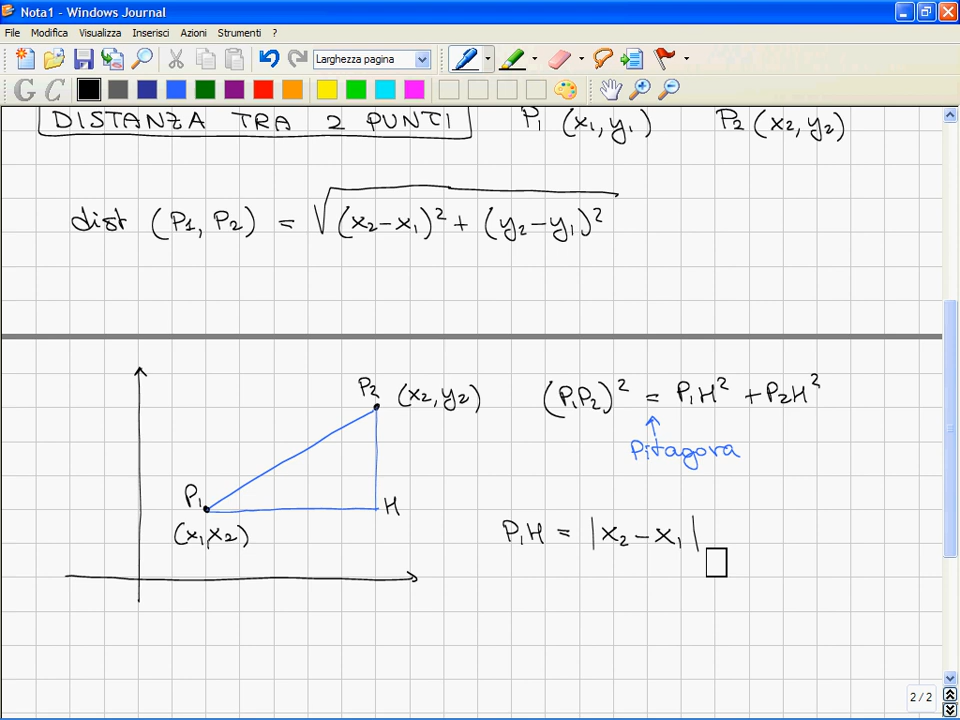 Nota1 - Windows Journal
File Modifica Visualizza Inserisci Azioni Strumenti ?
Larghezza pagina
DISTANZA TRA 2 PUNTI P₁ (x₁, y₁) P₂ (x₂, y₂)
dist (P1, P₂) = √(x₂-x₁)² + (y₂-y₁)²
P₂ (x₂, y₂) (P₁P₂)² = P₁H² + P₂H²
Pitagora
P₁ H
(x₁, x₂) P₁H = |x₂-x₁|
2 / 2